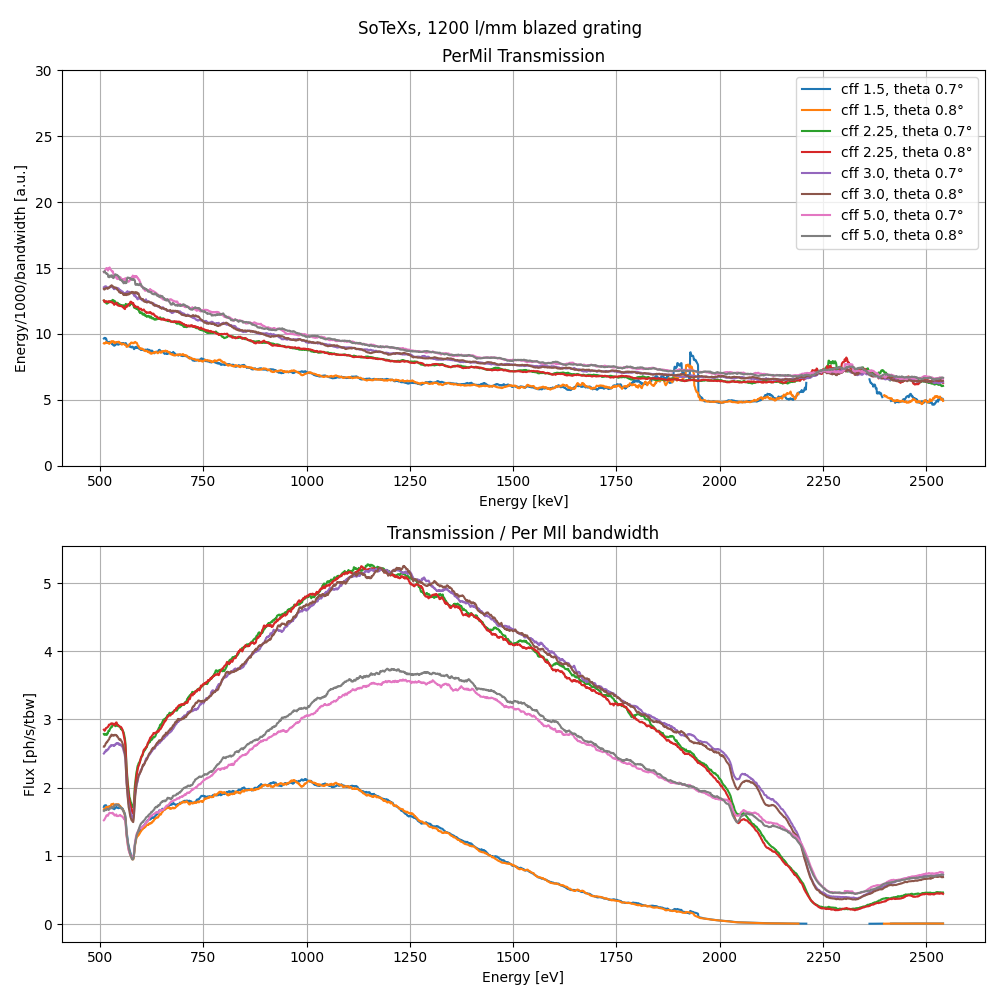 SoTeXs, 1200 l/mm blazed grating
PerMil Transmission
Energy/1000/bandwidth [a.u.]
30
25
20
15
10
5
0
cff 1.5, theta 0.7°
cff 1.5, theta 0.8°
cff 2.25, theta 0.7°
cff 2.25, theta 0.8°
cff 3.0, theta 0.7°
cff 3.0, theta 0.8°
cff 5.0, theta 0.7°
cff 5.0, theta 0.8°
500 750 1000 1250 1500 1750 2000 2250 2500
Energy [keV]
Transmission / Per MIl bandwidth
Flux [ph/s/tbw]
5
4
3
2
1
0
500 750 1000 1250 1500 1750 2000 2250 2500
Energy [eV]